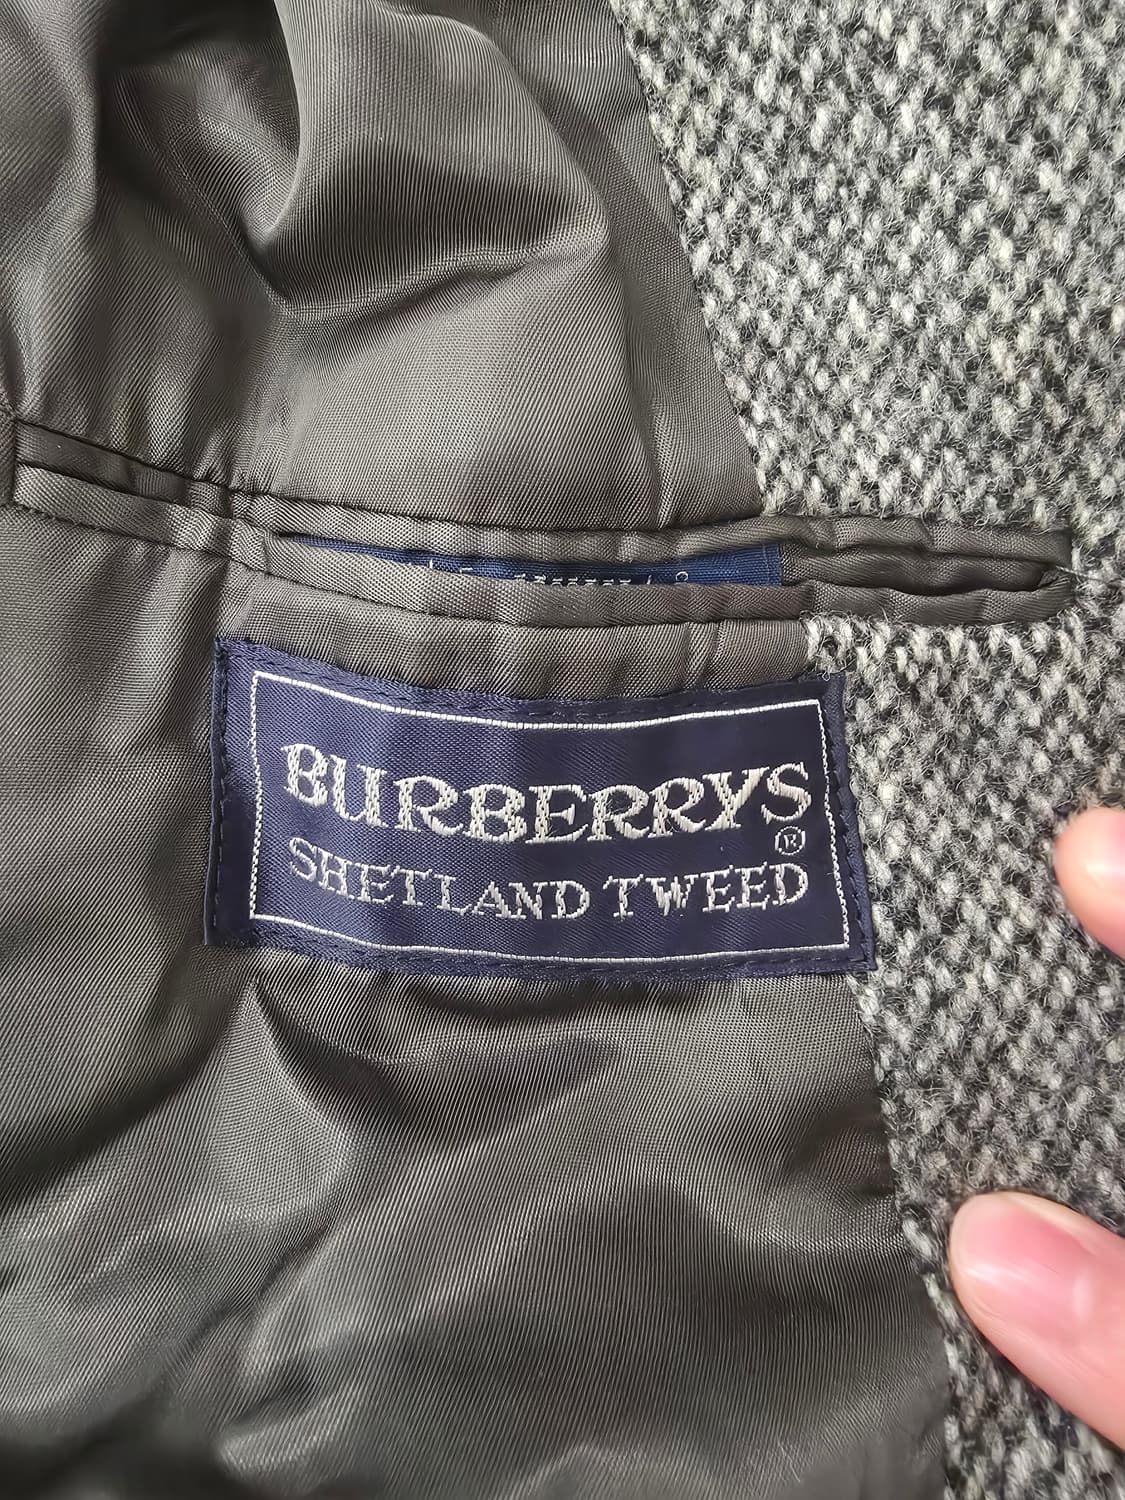 BURBERRYS
®
SHETLAND TWEED